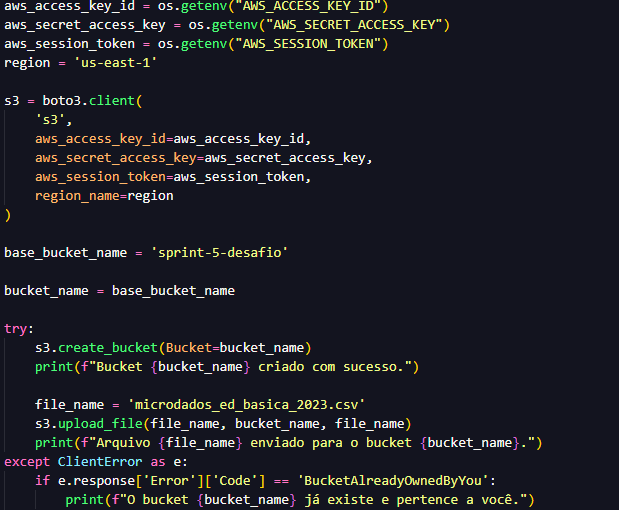 aws_access_key_id = os.getenv("AWS_ACCESS_KEY_ID")
aws_secret_access_key = os.getenv("AWS_SECRET_ACCESS_KEY")
aws_session_token = os.getenv("AWS_SESSION_TOKEN")
region = 'us-east-1'

s3 = boto3.client(
    's3',
    aws_access_key_id=aws_access_key_id,
    aws_secret_access_key=aws_secret_access_key,
    aws_session_token=aws_session_token,
    region_name=region
)

base_bucket_name = 'sprint-5-desafio'

bucket_name = base_bucket_name

try:
    s3.create_bucket(Bucket=bucket_name)
    print(f"Bucket {bucket_name} criado com sucesso.")

    file_name = 'microdados_ed_basica_2023.csv'
    s3.upload_file(file_name, bucket_name, file_name)
    print(f"Arquivo {file_name} enviado para o bucket {bucket_name}.")
except ClientError as e:
    if e.response['Error']['Code'] == 'BucketAlreadyOwnedByYou':
        print(f"O bucket {bucket_name} já existe e pertence a você.")